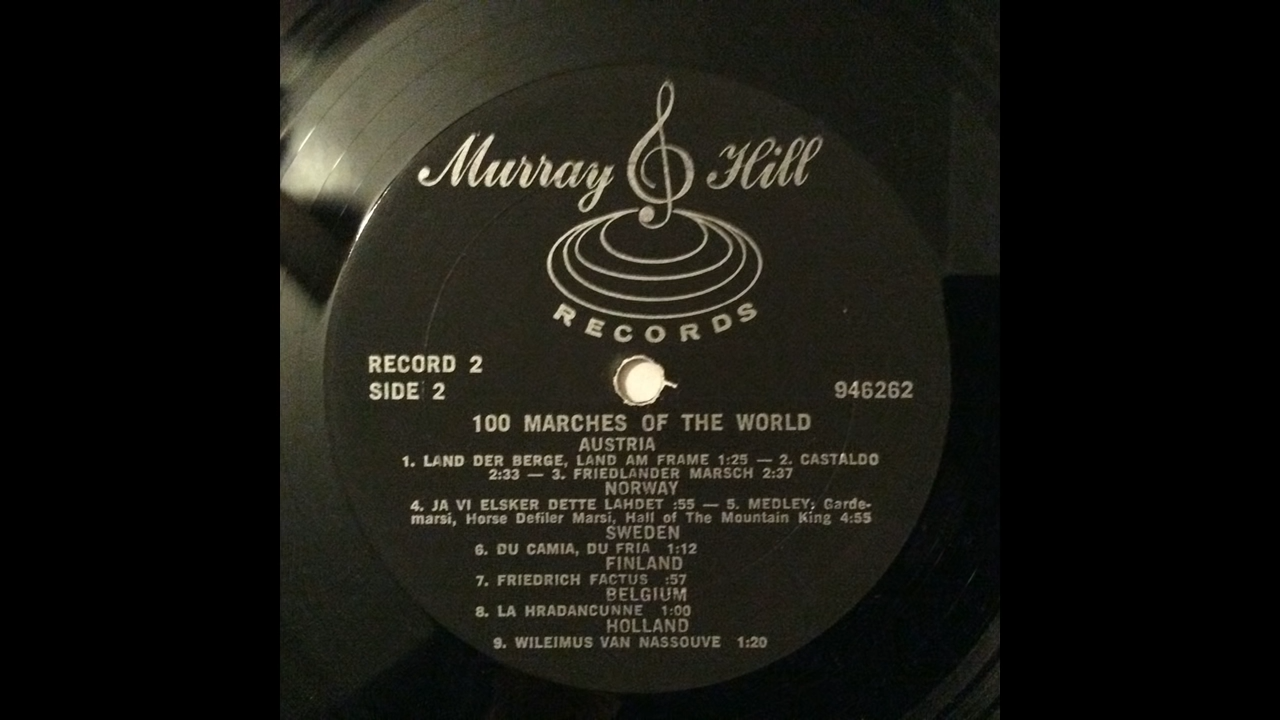 Murray Hill
RECORDS
RECORD 2
SIDE 2
946262
100 MARCHES OF THE WORLD
AUSTRIA
1. LAND DER BERGE, LAND AM FRAME 1:25 — 2. CASTALDO
2:33 — 3. FRIEDLANDER MARSCH 2:37
NORWAY
4. JA VI ELSKER DETTE LAHDET :55 — 5. MEDLEY; Garde-
marsi, Horse Defiler Marsi, Hall of The Mountain King 4:55
SWEDEN
6. DU CAMIA, DU FRIA 1:12
FINLAND
7. FRIEDRICH FACTUS :57
BELGIUM
8. LA HRADANCUNNE 1:00
HOLLAND
9. WILEIMUS VAN NASSOUVE 1:20